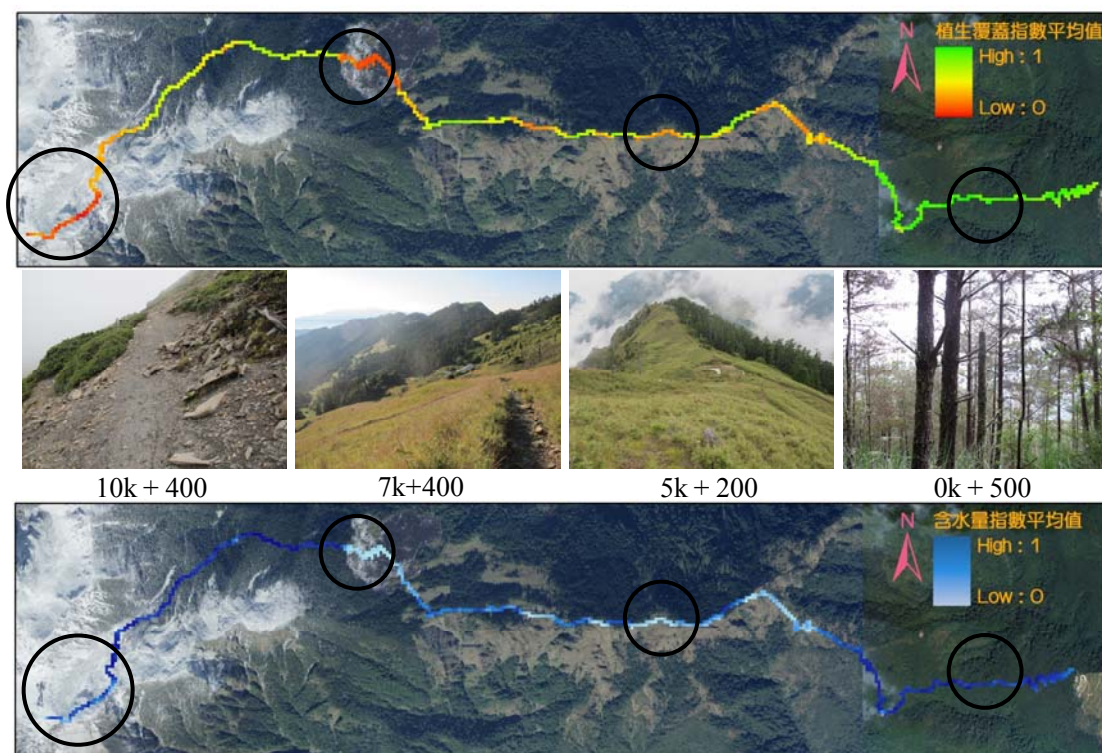 植生覆蓋指數平均值
N
High : 1
Low : 0
10k + 400
7k+400
5k + 200
0k + 500
含水量指數平均值
N
High : 1
Low : 0